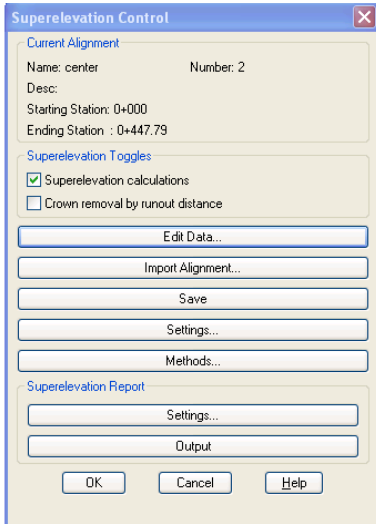 Superelevation Control
Current Alignment
Name: center Number: 2
Desc:
Starting Station: 0+000
Ending Station : 0+447.79
Superelevation Toggles
Superelevation calculations
Crown removal by runout distance
Edit Data...
Import Alignment...
Save
Settings...
Methods...
Superelevation Report
Settings...
Output
OK Cancel Help